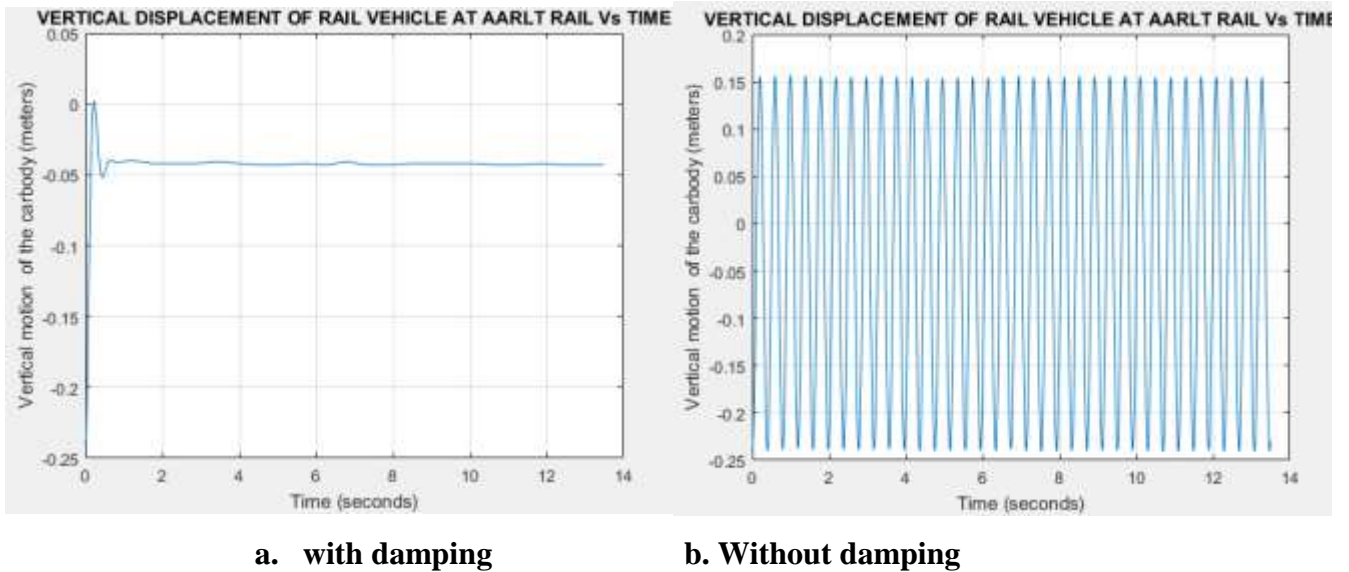 VERTICAL DISPLACEMENT OF RAIL VEHICLE AT AARLT RAIL Vs TIME
0.05
0
-0.05
-0.1
-0.15
-0.2
-0.25
Vertical motion of the carbody (meters)
0 2 4 6 8 10 12 14
Time (seconds)
VERTICAL DISPLACEMENT OF RAIL VEHICLE AT AARLT RAIL Vs TIME
0.2
0.15
0.1
0.05
0
-0.05
-0.1
-0.15
-0.2
-0.25
Vertical motion of the carbody (meters)
0 2 4 6 8 10 12 14
Time (seconds)
a. with damping
b. Without damping